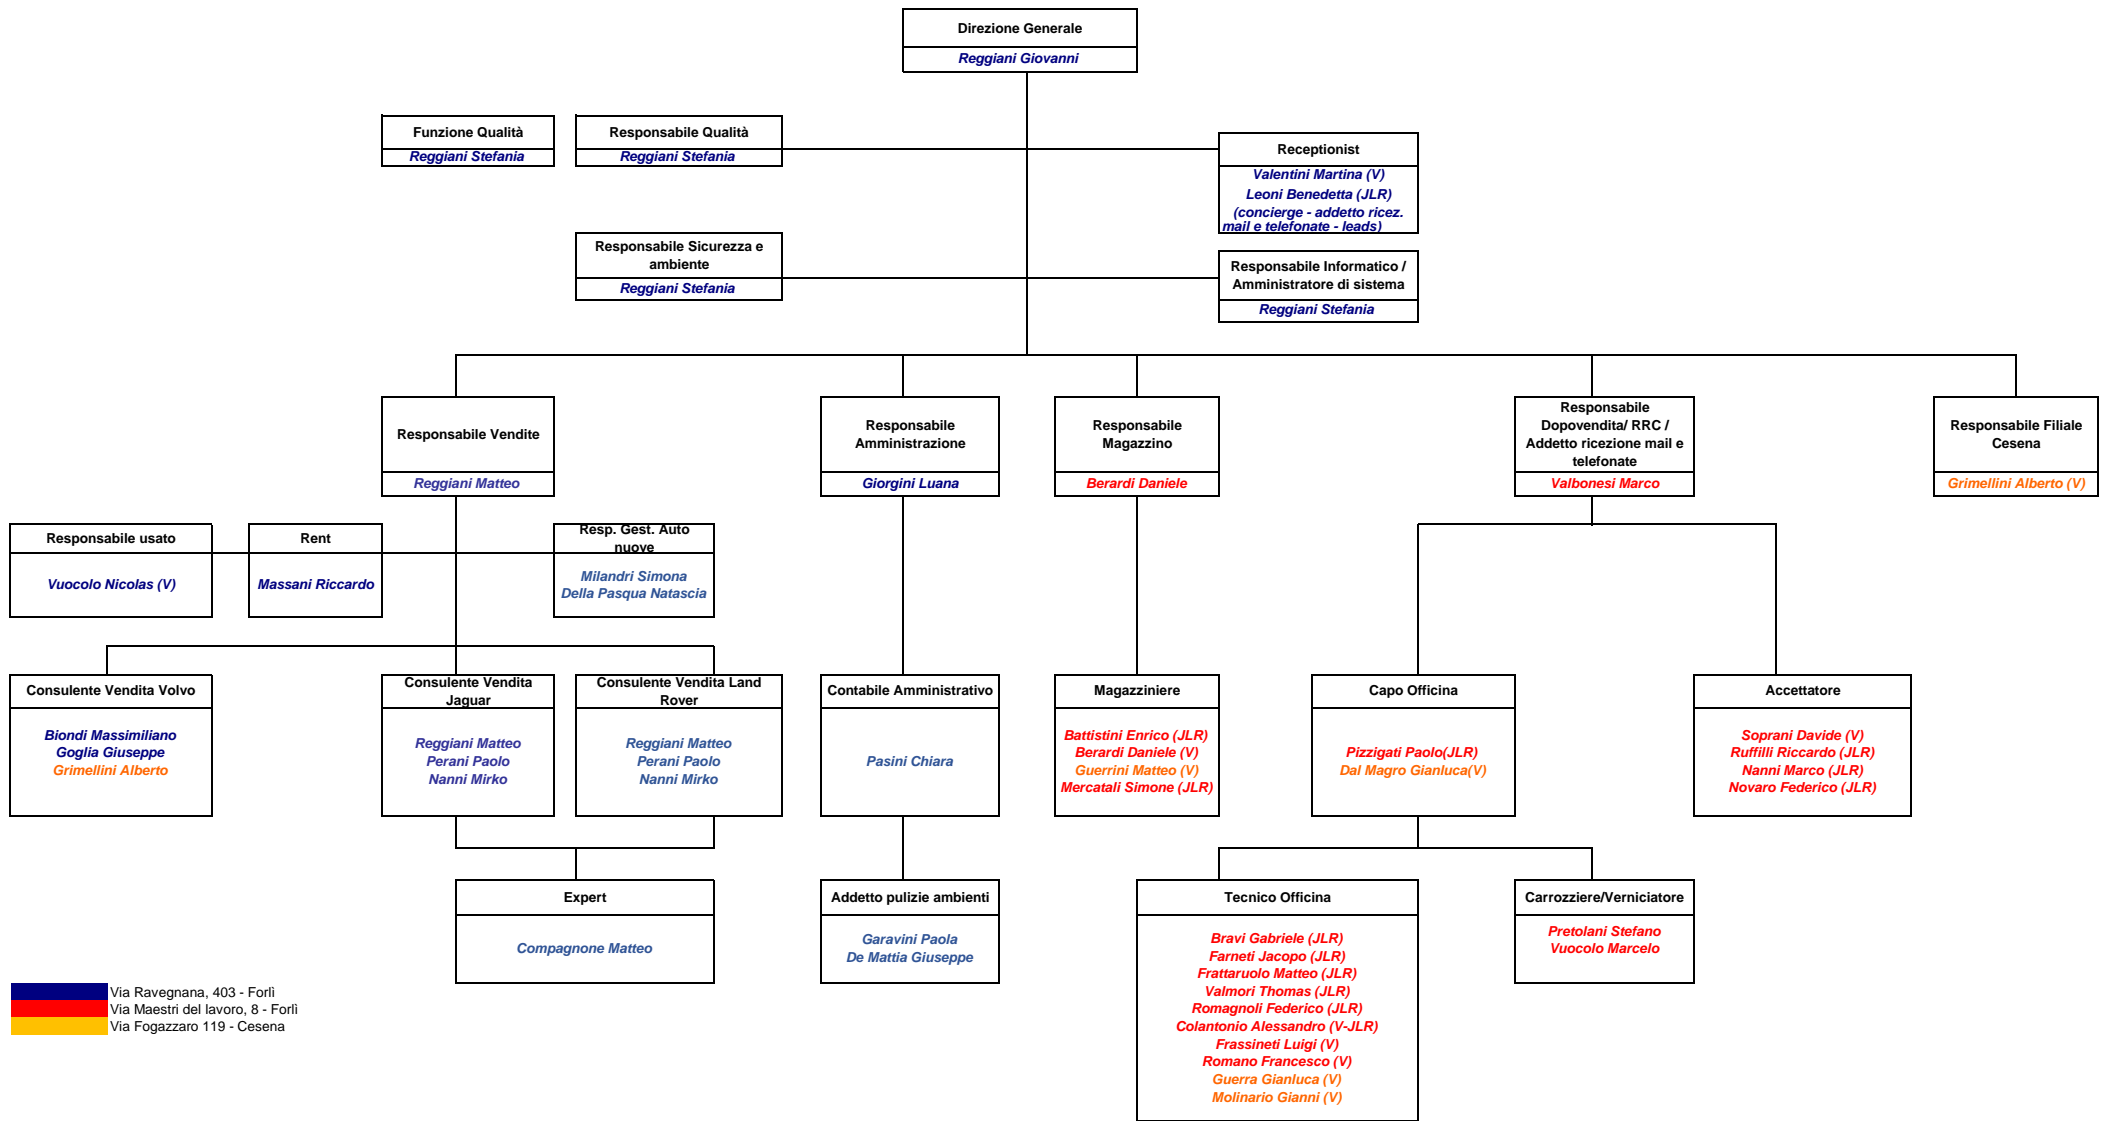 Direzione Generale
Reggiani Giovanni
Funzione Qualità
Reggiani Stefania
Responsabile Qualità
Reggiani Stefania
Receptionist
Valentini Martina (V)
Leoni Benedetta (JLR)
(concierge - addetto ricez.
mail e telefonate - leads)
Responsabile Sicurezza e
ambiente
Reggiani Stefania
Responsabile Informatico /
Amministratore di sistema
Reggiani Stefania
Responsabile Vendite
Reggiani Matteo
Responsabile
Amministrazione
Giorgini Luana
Responsabile
Magazzino
Berardi Daniele
Responsabile
Dopovendita/ RRC /
Addetto ricezione mail e
telefonate
Valbonesi Marco
Responsabile Filiale
Cesena
Grimellini Alberto (V)
Responsabile usato
Vuocolo Nicolas (V)
Rent
Massani Riccardo
Resp. Gest. Auto
nuove
Milandri Simona
Della Pasqua Natascia
Consulente Vendita Volvo
Biondi Massimiliano
Goglia Giuseppe
Grimellini Alberto
Consulente Vendita
Jaguar
Reggiani Matteo
Perani Paolo
Nanni Mirko
Consulente Vendita Land
Rover
Reggiani Matteo
Perani Paolo
Nanni Mirko
Contabile Amministrativo
Pasini Chiara
Magazziniere
Battistini Enrico (JLR)
Berardi Daniele (V)
Guerrini Matteo (V)
Mercatali Simone (JLR)
Capo Officina
Pizzigati Paolo(JLR)
Dal Magro Gianluca(V)
Accettatore
Soprani Davide (V)
Ruffilli Riccardo (JLR)
Nanni Marco (JLR)
Novaro Federico (JLR)
Expert
Compagnone Matteo
Addetto pulizie ambienti
Garavini Paola
De Mattia Giuseppe
Tecnico Officina
Bravi Gabriele (JLR)
Farneti Jacopo (JLR)
Frattaruolo Matteo (JLR)
Valmori Thomas (JLR)
Romagnoli Federico (JLR)
Colantonio Alessandro (V-JLR)
Frassineti Luigi (V)
Romano Francesco (V)
Guerra Gianluca (V)
Molinario Gianni (V)
Carrozziere/Verniciatore
Pretolani Stefano
Vuocolo Marcelo
Via Ravegnana, 403 - Forlì
Via Maestri del lavoro, 8 - Forlì
Via Fogazzaro 119 - Cesena